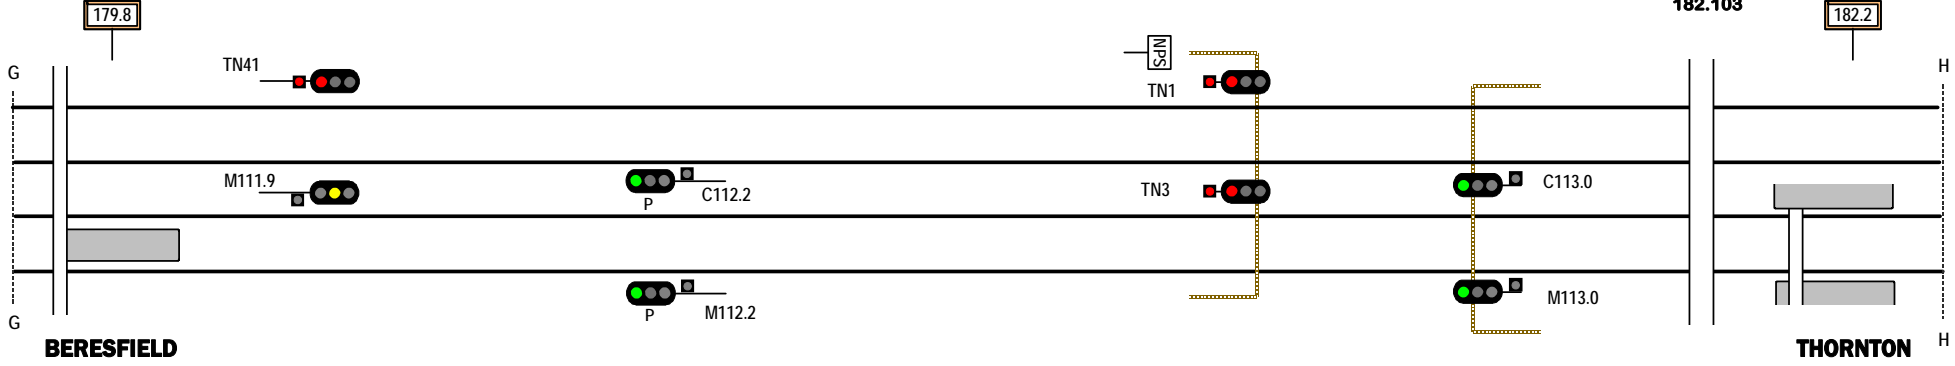 179.8
182.103
182.2
NPS
TN41
G
H
TN1
M111.9
C112.2
P
TN3
C113.0
M112.2
P
M113.0
G
H
BERESFIELD
THORNTON